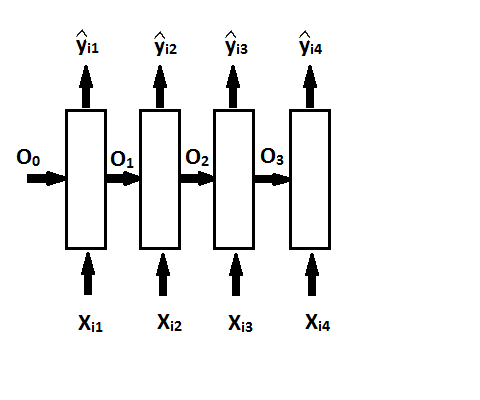 ŷi1 ŷi2 ŷi3 ŷi4
O0 O1 O2 O3
Xi1 Xi2 Xi3 Xi4